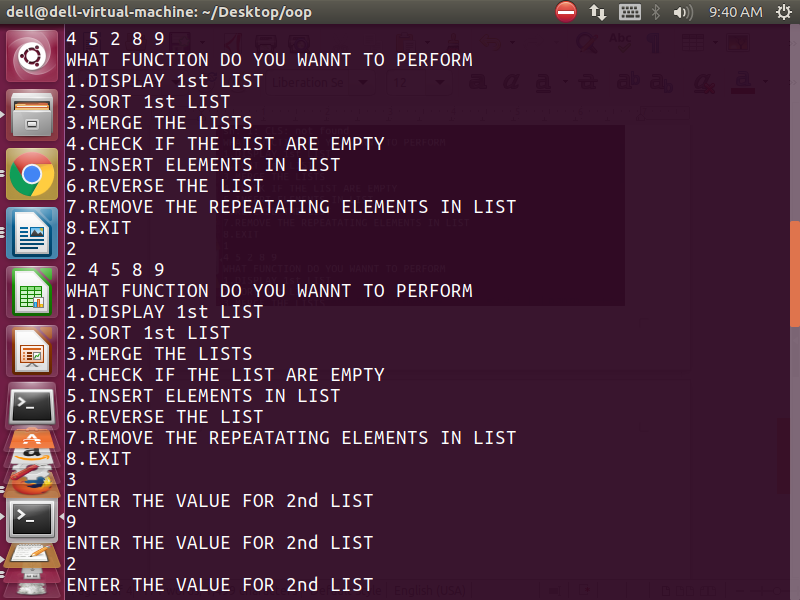 dell@dell-virtual-machine: ~/Desktop/oop
9:40 AM
4 5 2 8 9
WHAT FUNCTION DO YOU WANNT TO PERFORM
1.DISPLAY 1st LIST
2.SORT 1st LIST
3.MERGE THE LISTS
4.CHECK IF THE LIST ARE EMPTY
5.INSERT ELEMENTS IN LIST
6.REVERSE THE LIST
7.REMOVE THE REPEATATING ELEMENTS IN LIST
8.EXIT
2
2 4 5 8 9
WHAT FUNCTION DO YOU WANNT TO PERFORM
1.DISPLAY 1st LIST
2.SORT 1st LIST
3.MERGE THE LISTS
4.CHECK IF THE LIST ARE EMPTY
5.INSERT ELEMENTS IN LIST
6.REVERSE THE LIST
7.REMOVE THE REPEATATING ELEMENTS IN LIST
8.EXIT
3
ENTER THE VALUE FOR 2nd LIST
9
ENTER THE VALUE FOR 2nd LIST
2
ENTER THE VALUE FOR 2nd LIST